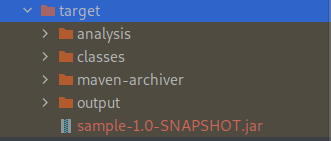 target
analysis
classes
maven-archiver
output
sample-1.0-SNAPSHOT.jar